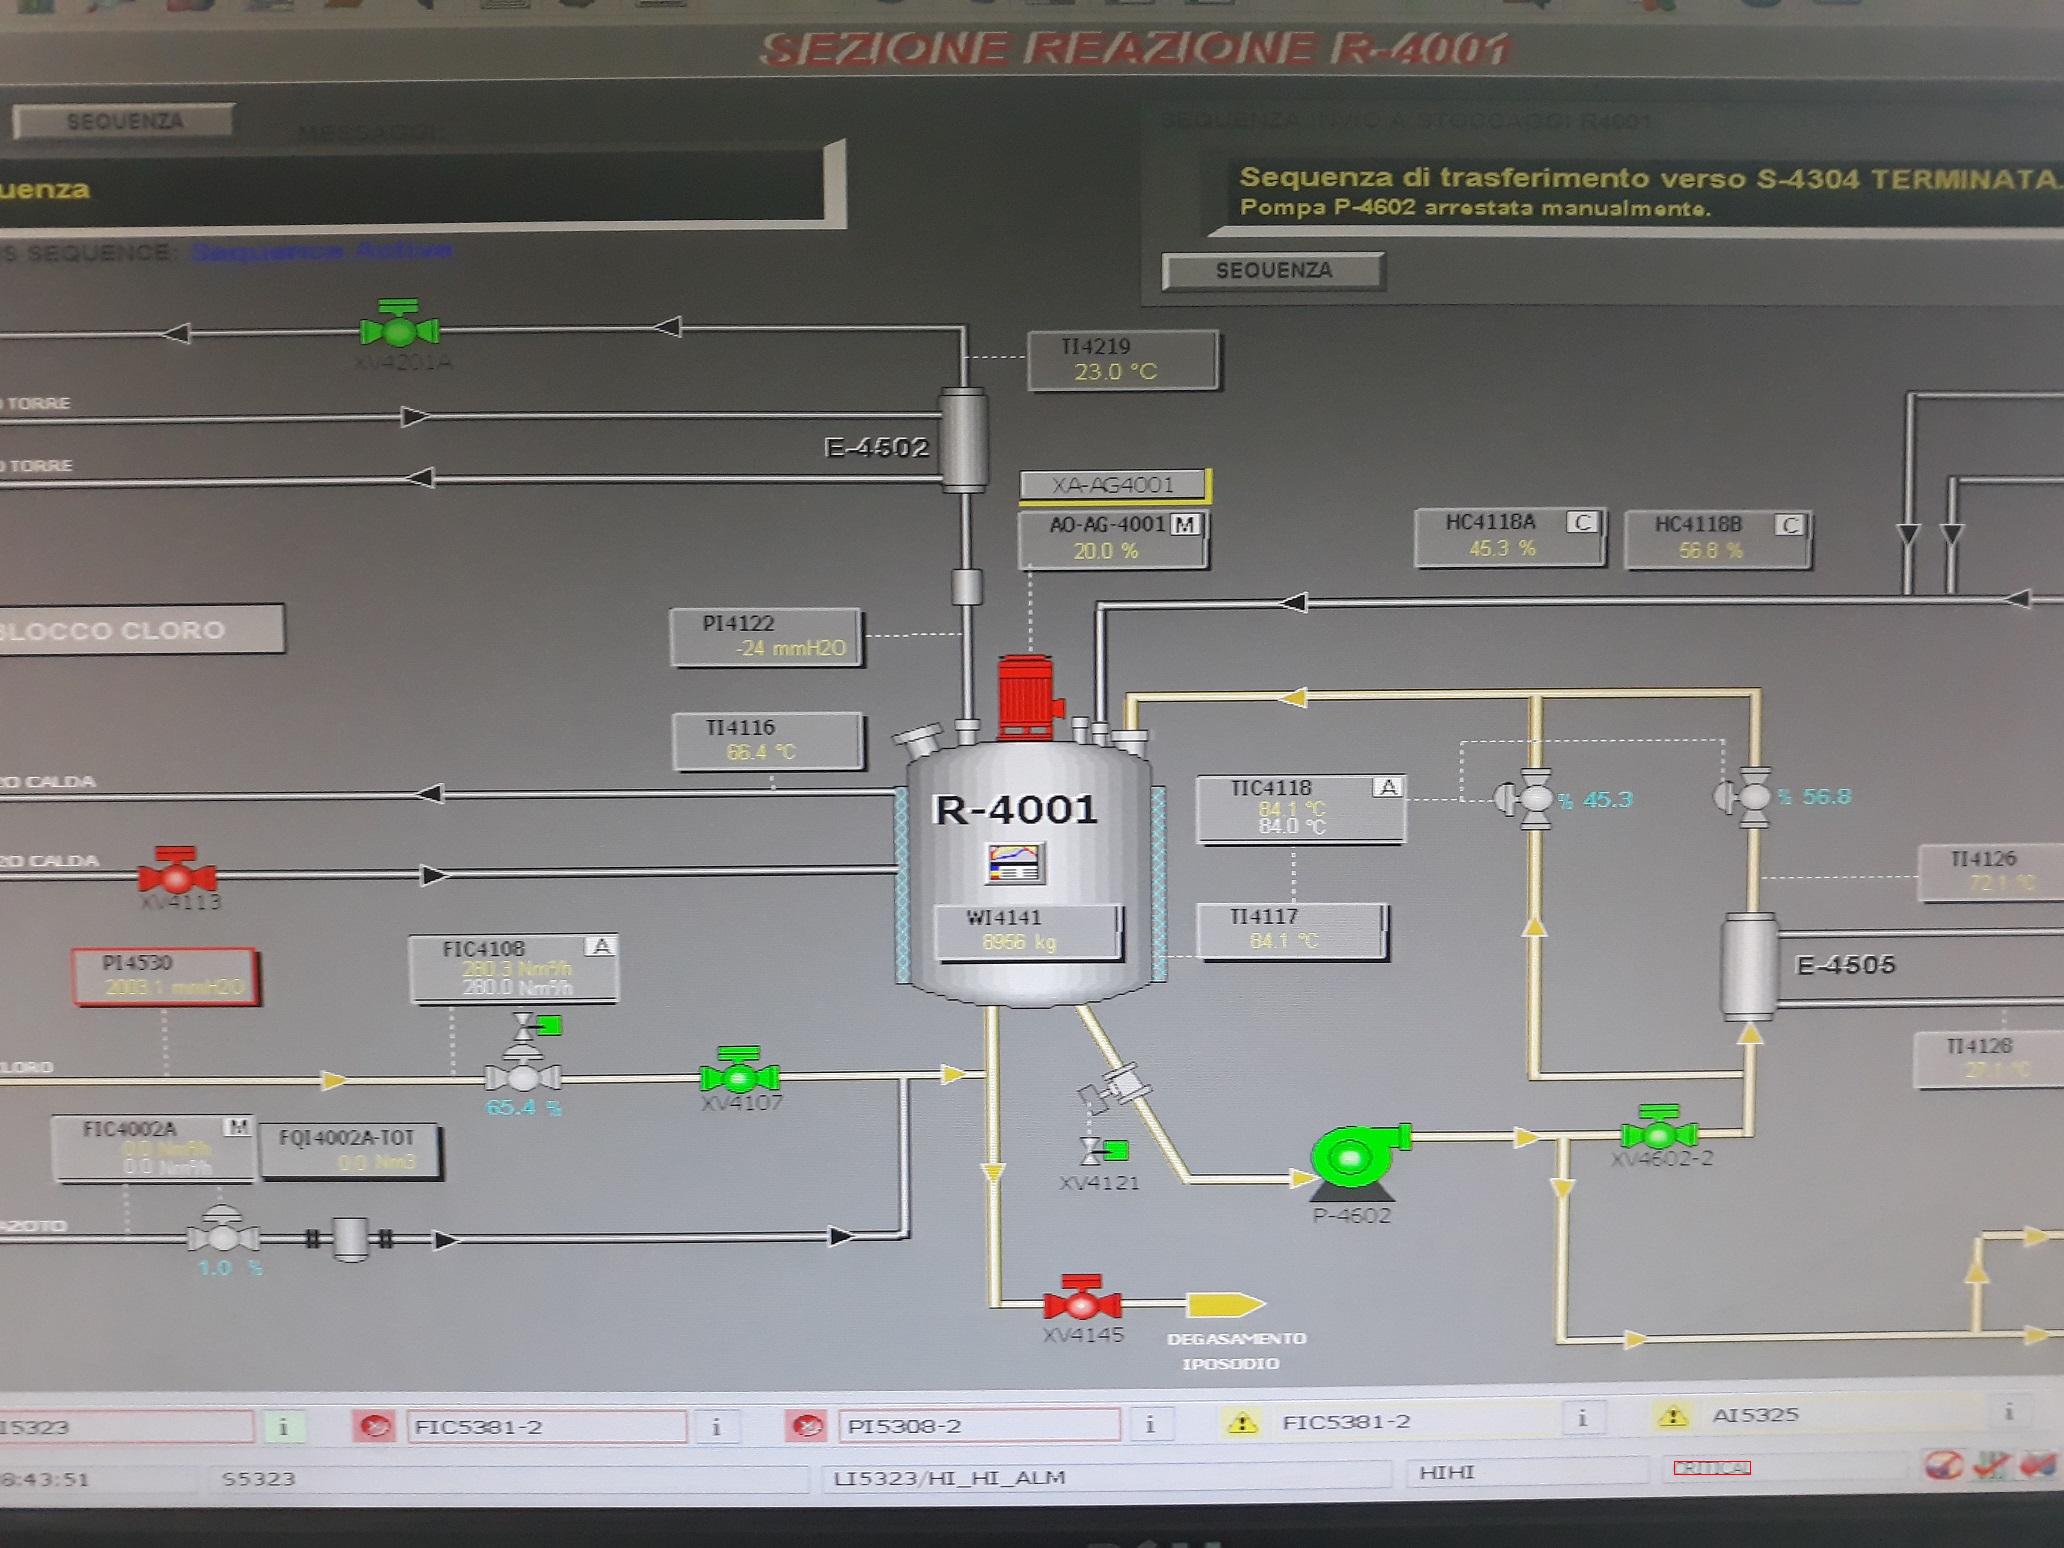 SEZIONE REAZIONE R-4001
SEQUENZA
MESSAGGI:
SEQUENZA INVIO A STOCCAGGI R4001
uenza
Sequenza di trasferimento verso S-4304 TERMINATA.
Pompa P-4602 arrestata manualmente.
S SEQUENCE: Sequence Active
SEQUENZA
XV4201A
TI4219
23.0 °C
TORRE
E-4502
TORRE
XA-AG4001
AO-AG-4001 M
20.0 %
HC4118A C
45.3 %
HC4118B C
56.8 %
BLOCCO CLORO
PI4122
-24 mmH2O
TI4116
66.4 °C
CALDA
R-4001
TIC4118 A
84.1 °C
84.0 °C
% 45.3
% 56.8
CALDA
XV4113
TI4126
72.1 °C
WI4141
8956 kg
TI4117
84.1 °C
PI4530
2003.1 mmH2O
FIC4108 A
280.3 Nm³/h
280.0 Nm³/h
E-4505
TI4128
27.1 °C
CLORO
65.4 %
XV4107
FIC4002A M
0.0 Nm³/h
0.0 Nm³/h
FQI4002A-TOT
0.0 Nm3
XV4121
P-4602
XV4602-2
AZOTO
1.0 %
XV4145
DEGASAMENTO
IPOSODIO
I5323 i FIC5381-2 i PI5308-2 i FIC5381-2 i AI5325 i
8:43:51 S5323 LI5323/HI_HI_ALM HIHI CRITICAL